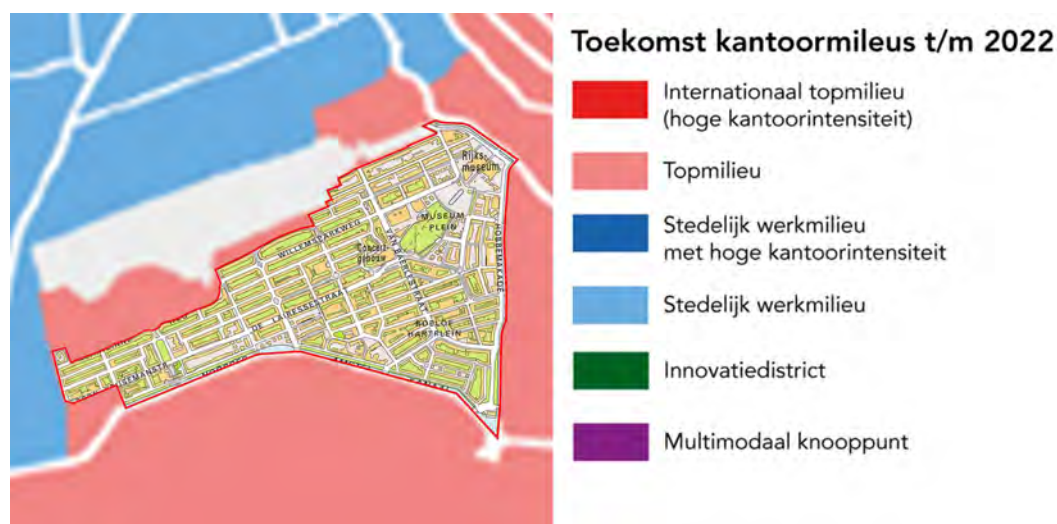 Toekomst kantoormileus t/m 2022
Internationaal topmilieu
(hoge kantoorintensiteit)
Topmilieu
Stedelijk werkmilieu
met hoge kantoorintensiteit
Stedelijk werkmilieu
Innovatiedistrict
Multimodaal knooppunt
Rijks-
museum
MUSEUM
PLEIN
WILLEMSPARKWEG
Concert-
gebouw
VAN BAERLESTRAAT
HOBBEMAKADE
DE LAIRESSESTRAAT
ROELOF
HARTPLEIN